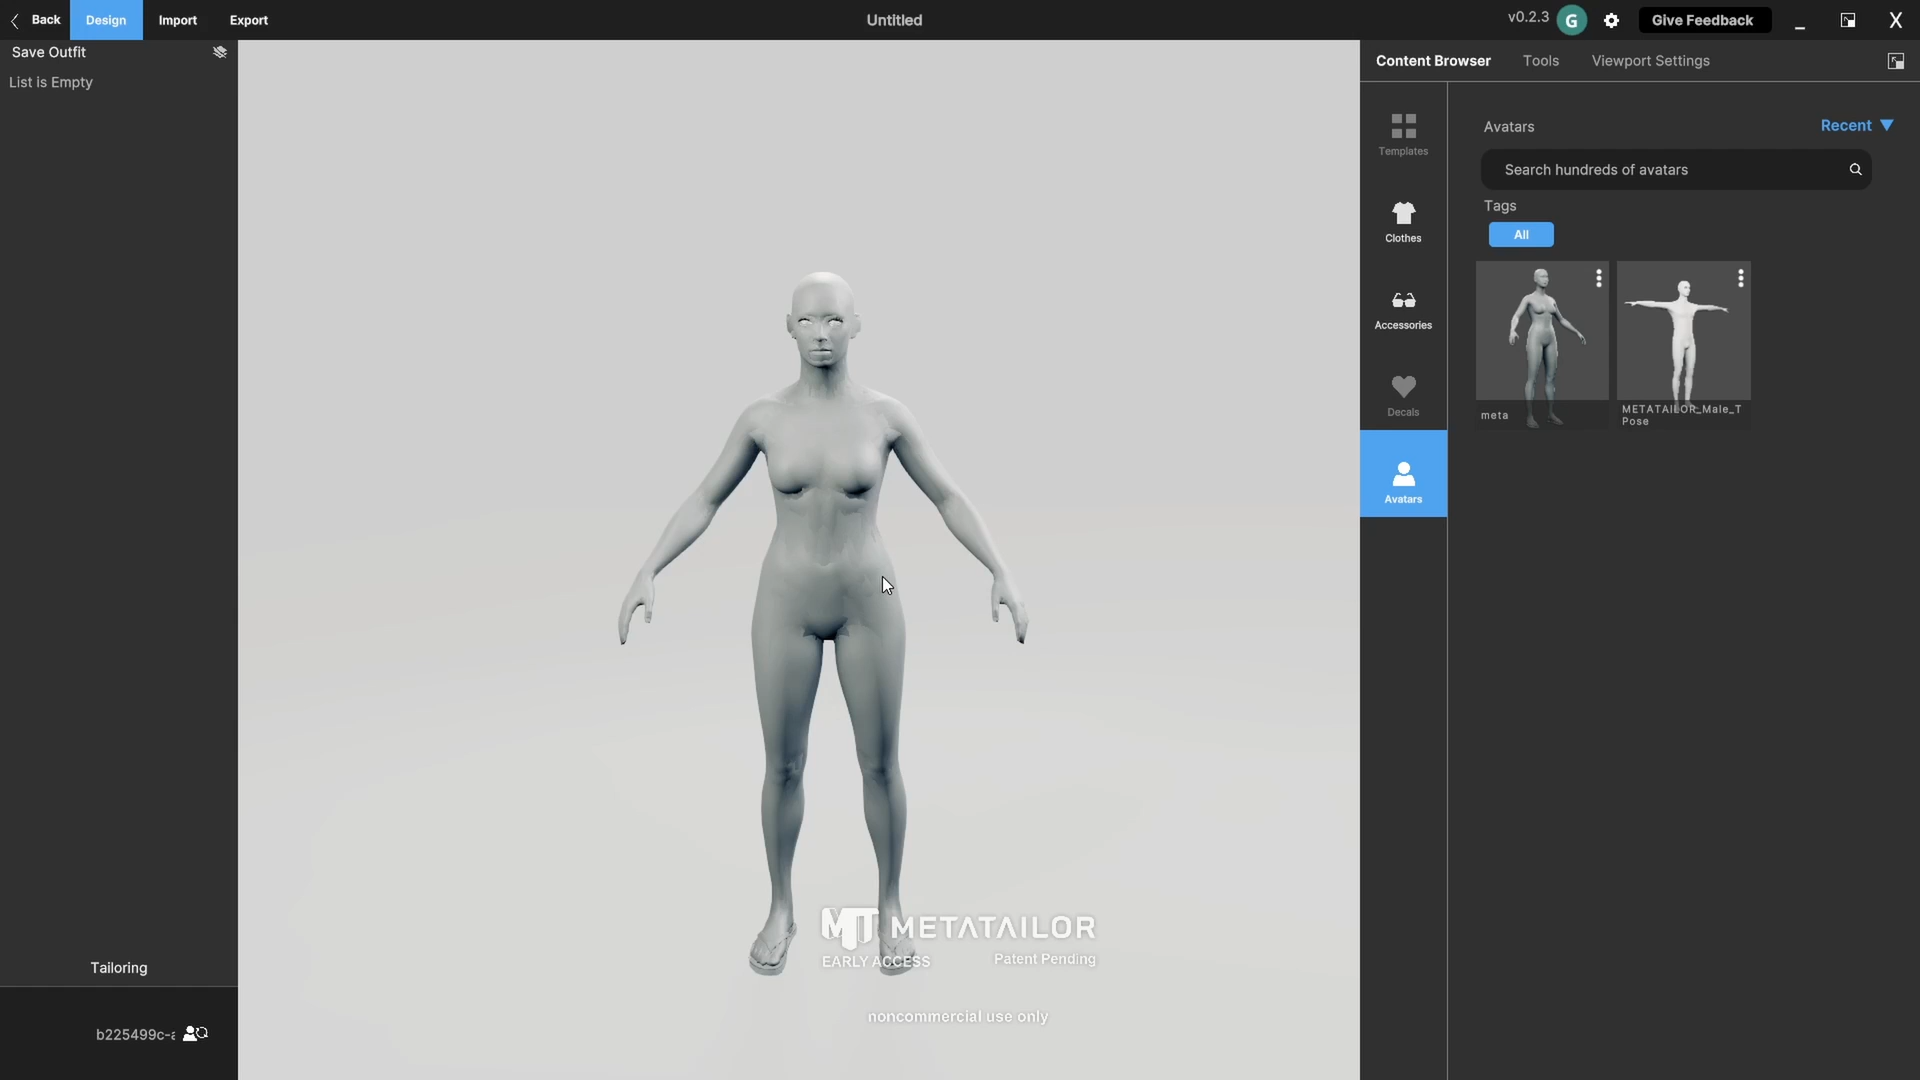 Back Design Import Export Untitled v0.2.3 G Give Feedback X
Save Outfit
List is Empty
Content Browser Tools Viewport Settings
Templates
Clothes
Accessories
Decals
Avatars
Avatars Recent
Search hundreds of avatars
Tags
All
meta
METATAILOR_Male_T
Pose
MT METATAILOR
EARLY ACCESS Patent Pending
noncommercial use only
Tailoring
b225499c-